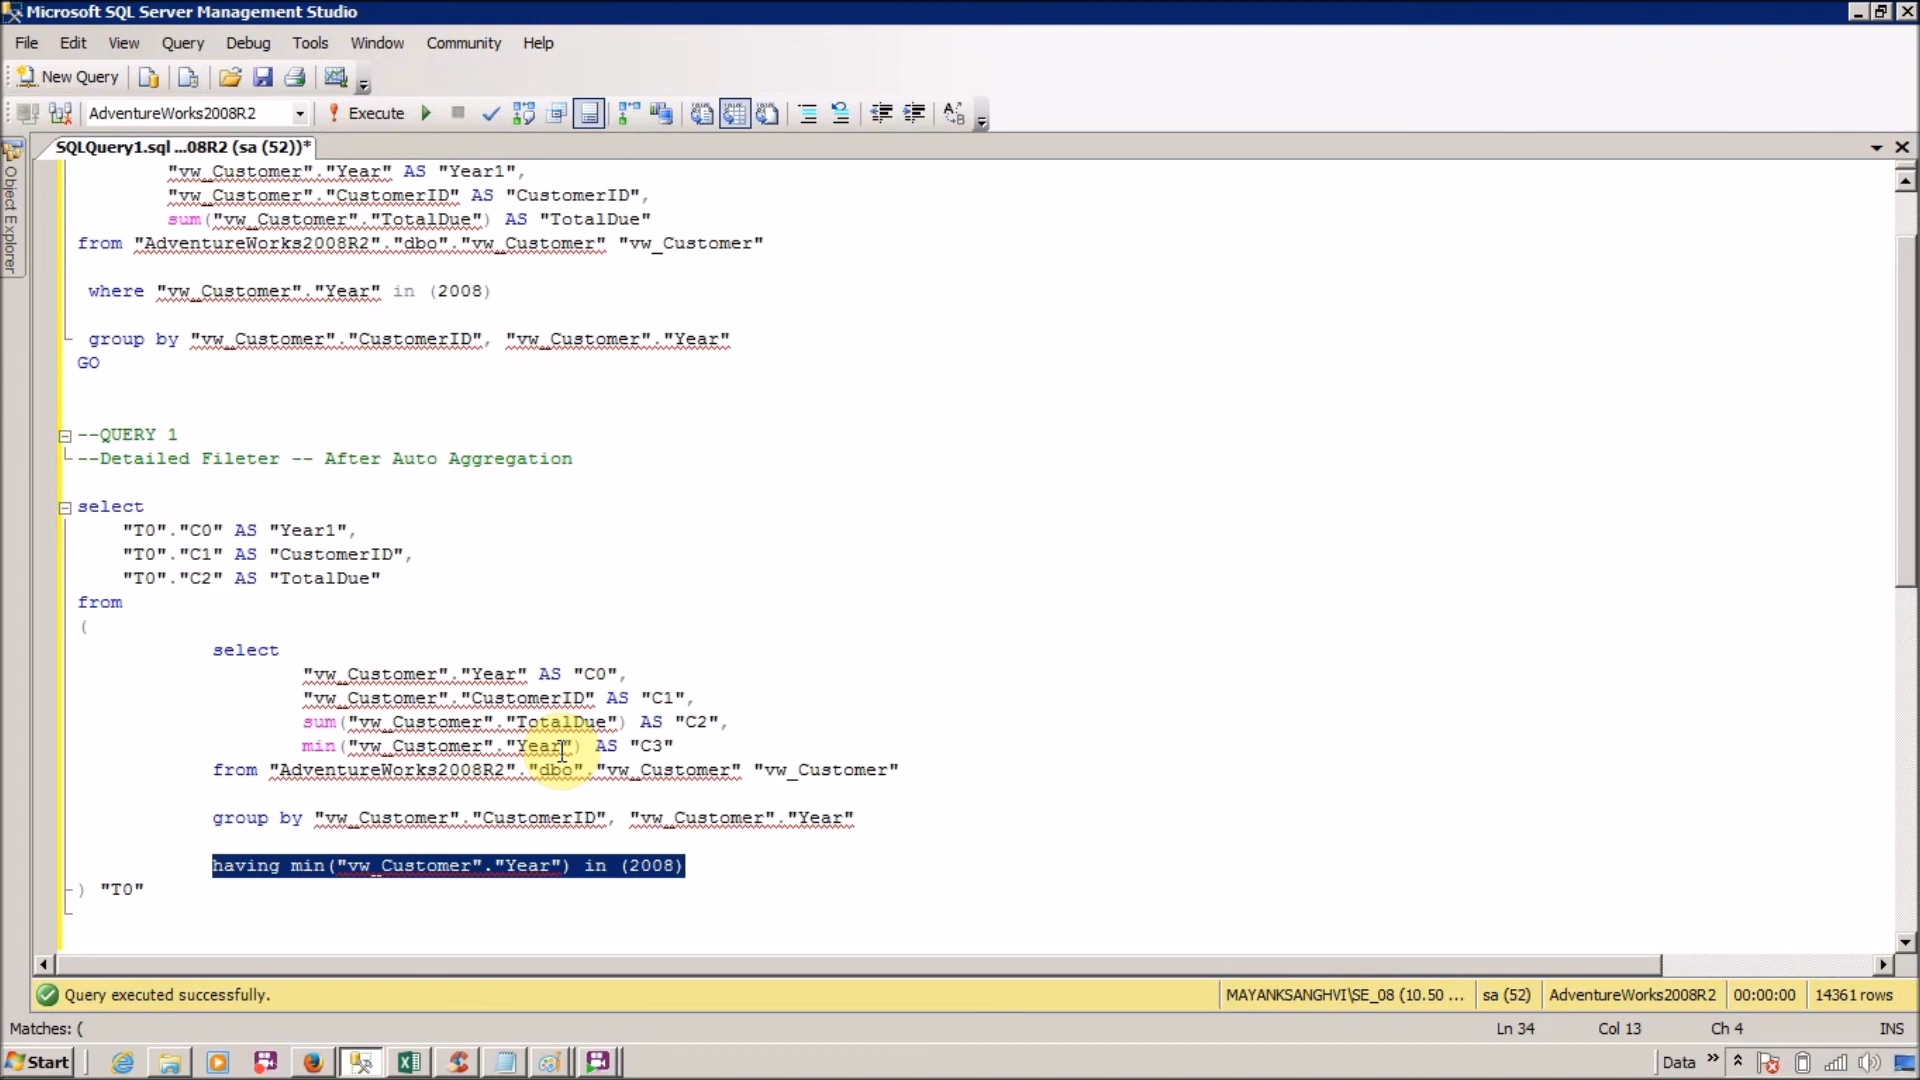 Microsoft SQL Server Management Studio
File Edit View Query Debug Tools Window Community Help
New Query
AdventureWorks2008R2 Execute
SQLQuery1.sql ...08R2 (sa (52))*
Object Explorer
"vw_Customer"."Year" AS "Year1",
"vw_Customer"."CustomerID" AS "CustomerID",
sum("vw_Customer"."TotalDue") AS "TotalDue"
from "AdventureWorks2008R2"."dbo"."vw_Customer" "vw_Customer"
where "vw_Customer"."Year" in (2008)
group by "vw_Customer"."CustomerID", "vw_Customer"."Year"
GO
--QUERY 1
--Detailed Fileter -- After Auto Aggregation
select
"T0"."C0" AS "Year1",
"T0"."C1" AS "CustomerID",
"T0"."C2" AS "TotalDue"
from
(
select
"vw_Customer"."Year" AS "C0",
"vw_Customer"."CustomerID" AS "C1",
sum("vw_Customer"."TotalDue") AS "C2",
min("vw_Customer"."Year") AS "C3"
from "AdventureWorks2008R2"."dbo"."vw_Customer" "vw_Customer"
group by "vw_Customer"."CustomerID", "vw_Customer"."Year"
having min("vw_Customer"."Year") in (2008)
) "T0"
Query executed successfully. MAYANKSANGHVI\SE_08 (10.50 ... sa (52) AdventureWorks2008R2 00:00:00 14361 rows
Matches: ( Ln 34 Col 13 Ch 4 INS
Start Data »